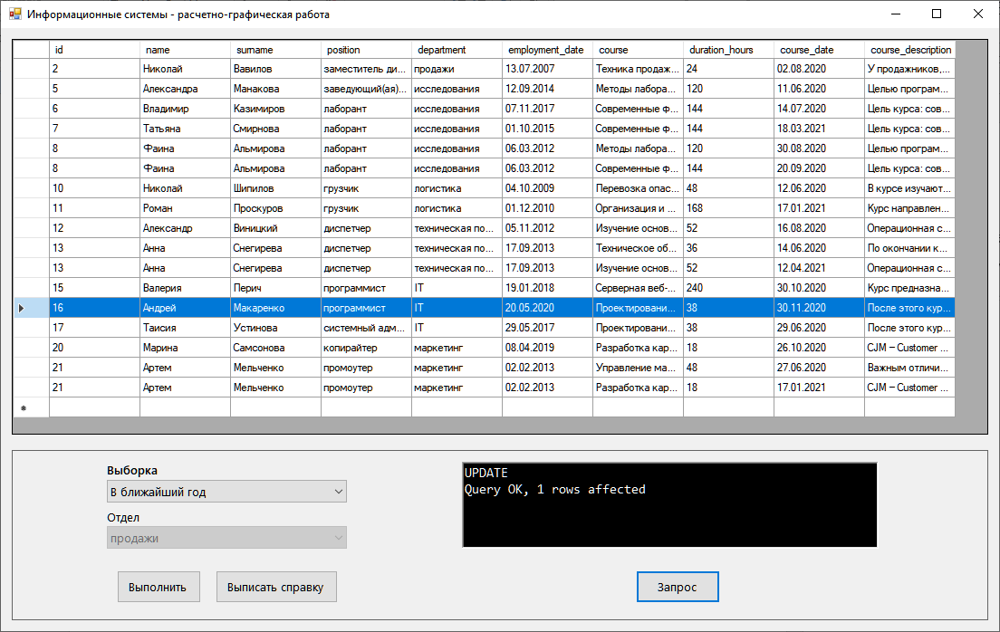 Информационные системы - расчетно-графическая работа
id name surname position department employment_date course duration_hours course_date course_description
2 Николай Вавилов заместитель ди... продажи 13.07.2007 Техника продаж... 24 02.08.2020 У продажников,...
5 Александра Манакова заведующий(ая)... исследования 12.09.2014 Методы лабора... 120 11.06.2020 Целью програм...
6 Владимир Казимиров лаборант исследования 07.11.2017 Современные ф... 144 14.07.2020 Цель курса: сов...
7 Татьяна Смирнова лаборант исследования 01.10.2015 Современные ф... 144 18.03.2021 Цель курса: сов...
8 Фаина Альмирова лаборант исследования 06.03.2012 Методы лабора... 120 30.08.2020 Целью програм...
8 Фаина Альмирова лаборант исследования 06.03.2012 Современные ф... 144 20.09.2020 Цель курса: сов...
10 Николай Шипилов грузчик логистика 04.10.2009 Перевозка опас... 48 12.06.2020 В курсе изучают...
11 Роман Проскуров грузчик логистика 01.12.2010 Организация и ... 168 17.01.2021 Курс направлен...
12 Александр Виницкий диспетчер техническая по... 05.11.2012 Изучение основ... 52 16.08.2020 Операционная с...
13 Анна Снегирева диспетчер техническая по... 17.09.2013 Техническое об... 36 14.06.2020 По окончании к...
13 Анна Снегирева диспетчер техническая по... 17.09.2013 Изучение основ... 52 12.04.2021 Операционная с...
15 Валерия Перич программист IT 19.01.2018 Серверная веб-... 240 30.10.2020 Курс предназна...
16 Андрей Макаренко программист IT 20.05.2020 Проектировани... 38 30.11.2020 После этого кур...
17 Таисия Устинова системный адм... IT 29.05.2017 Проектировани... 38 29.06.2020 После этого кур...
20 Марина Самсонова копирайтер маркетинг 08.04.2019 Разработка кар... 18 26.10.2020 CJM – Customer ...
21 Артем Мельченко промоутер маркетинг 02.02.2013 Управление ма... 48 27.06.2020 Важным отличи...
21 Артем Мельченко промоутер маркетинг 02.02.2013 Разработка кар... 18 17.01.2021 CJM – Customer ...
Выборка
В ближайший год
Отдел
продажи
Выполнить Выписать справку
UPDATE
Query OK, 1 rows affected
Запрос